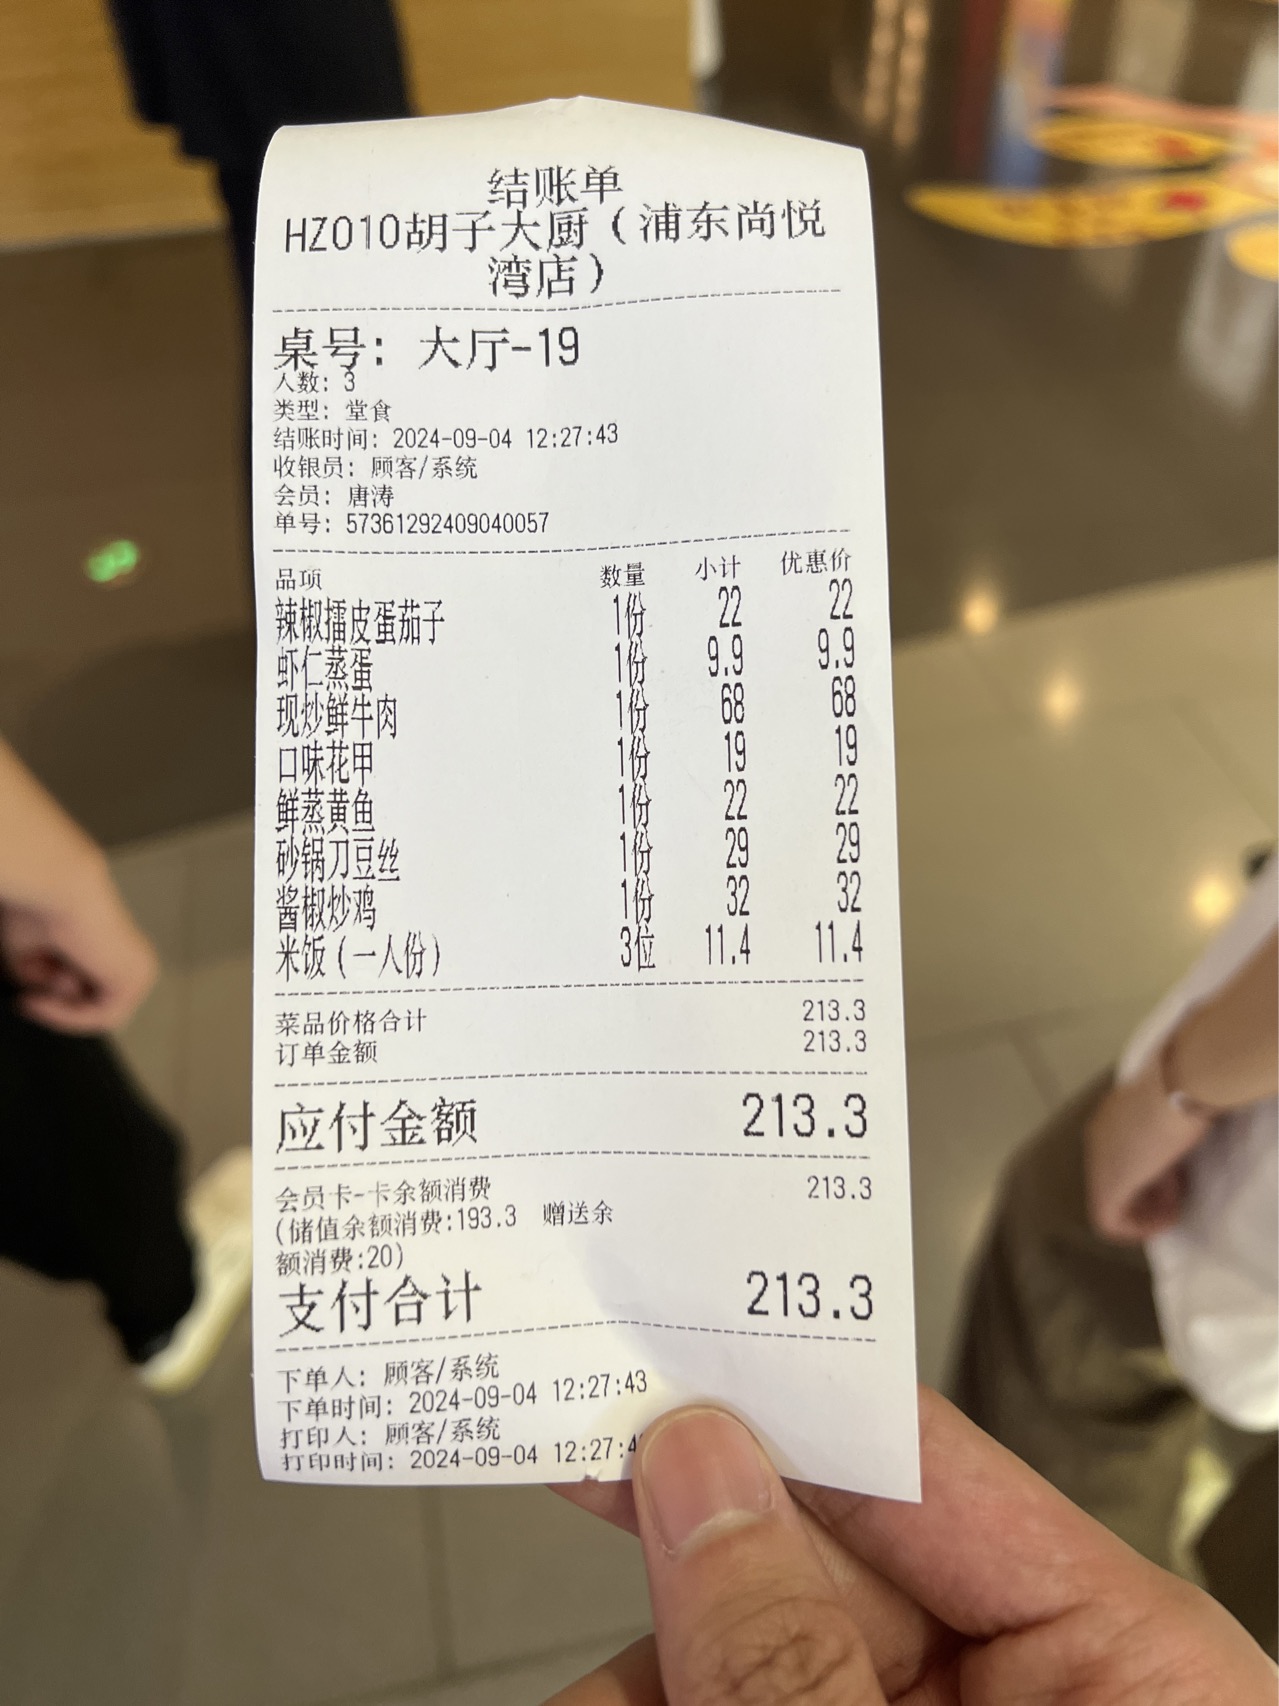 结账单
HZ010胡子大厨（浦东尚悦
湾店）
桌号：大厅-19
人数：3
类型：堂食
结账时间：2024-09-04 12:27:43
收银员：顾客/系统
会员：唐涛
单号：57361292409040057
品项 数量 小计 优惠价
辣椒擂皮蛋茄子 1份 22 22
虾仁蒸蛋 1份 9.9 9.9
现炒鲜牛肉 1份 68 68
口味花甲 1份 19 19
鲜蒸黄鱼 1份 22 22
砂锅刀豆丝 1份 29 29
酱椒炒鸡 1份 32 32
米饭（一人份） 3位 11.4 11.4
菜品价格合计 213.3
订单金额 213.3
应付金额 213.3
会员卡-卡余额消费 213.3
(储值余额消费:193.3 赠送余
额消费:20)
支付合计 213.3
下单人：顾客/系统
下单时间：2024-09-04 12:27:43
打印人：顾客/系统
打印时间：2024-09-04 12:27:4